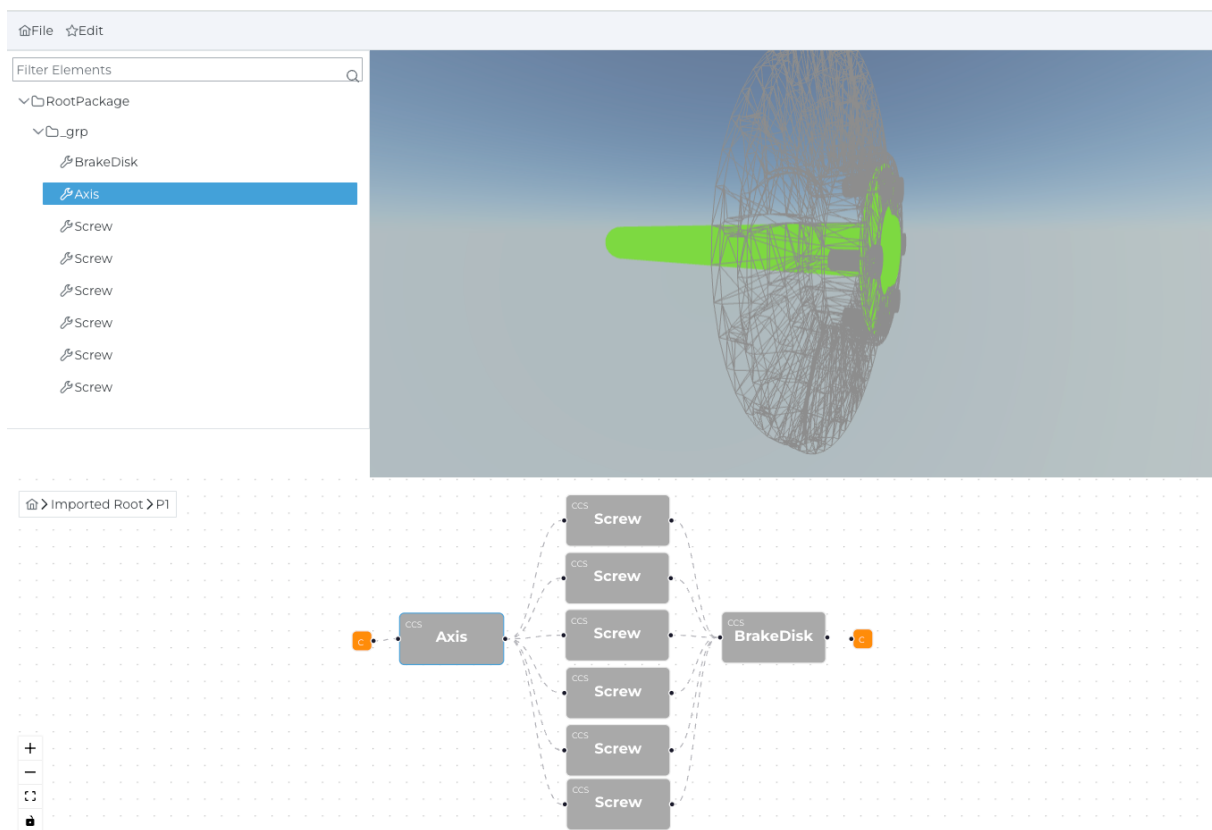 File Edit
Filter Elements
RootPackage
_grp
BrakeDisk
Axis
Screw
Screw
Screw
Screw
Screw
Screw
Imported Root P1
CCS
Screw
CCS
Screw
CCS
Screw
CCS
Screw
CCS
Screw
CCS
Screw
C
CCS
Axis
CCS
BrakeDisk
C